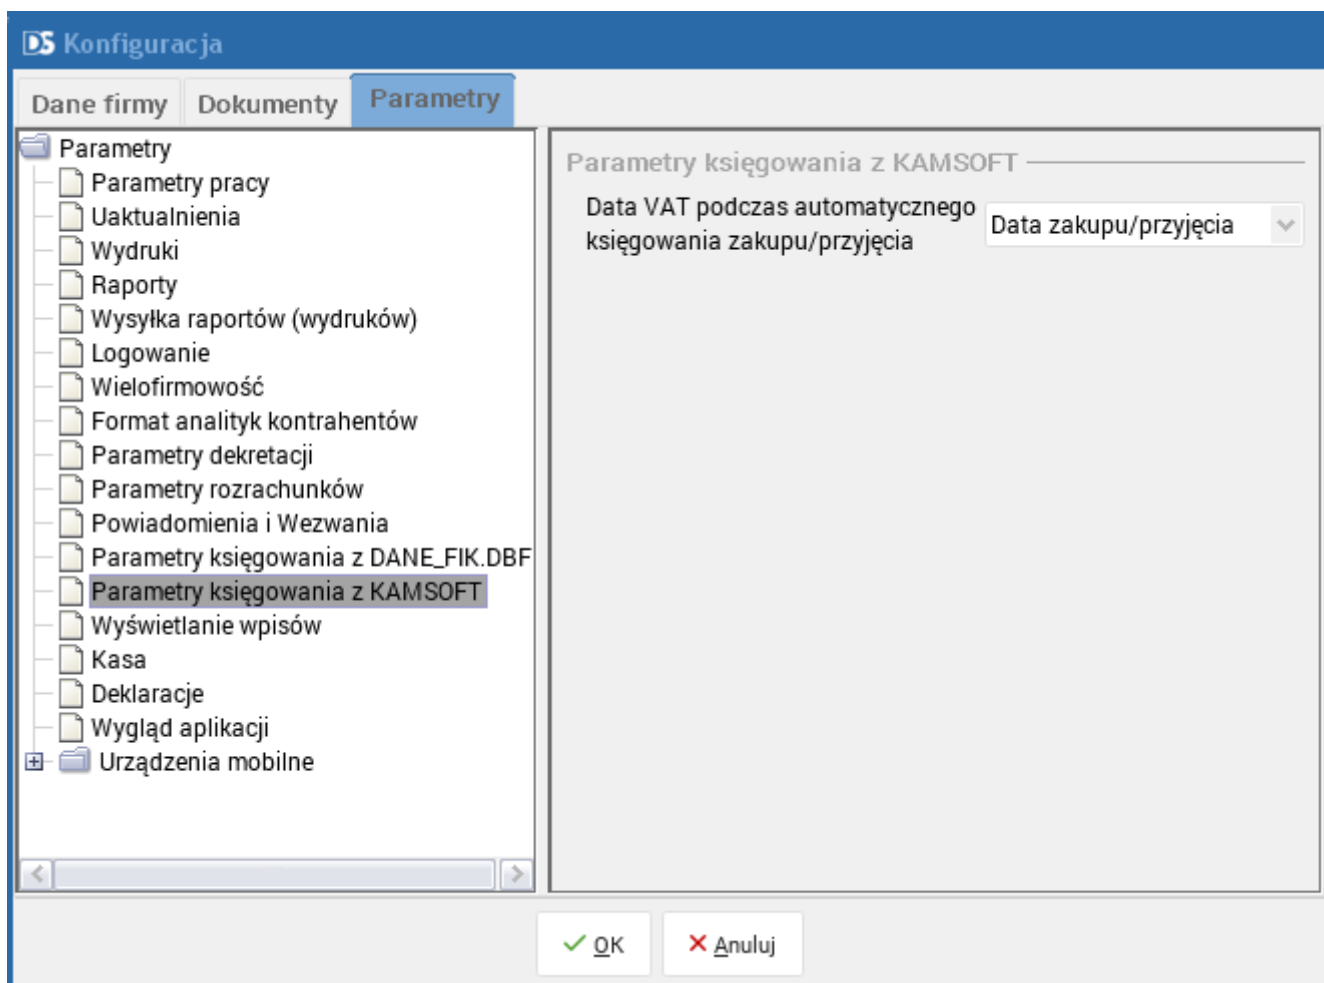 DS Konfiguracja
Dane firmy Dokumenty Parametry
Parametry
Parametry pracy
Uaktualnienia
Wydruki
Raporty
Wysyłka raportów (wydruków)
Logowanie
Wielofirmowość
Format analityk kontrahentów
Parametry dekretacji
Parametry rozrachunków
Powiadomienia i Wezwania
Parametry księgowania z DANE_FIK.DBF
Parametry księgowania z KAMSOFT
Wyświetlanie wpisów
Kasa
Deklaracje
Wygląd aplikacji
Urządzenia mobilne
Parametry księgowania z KAMSOFT
Data VAT podczas automatycznego
księgowania zakupu/przyjęcia
Data zakupu/przyjęcia
OK Anuluj